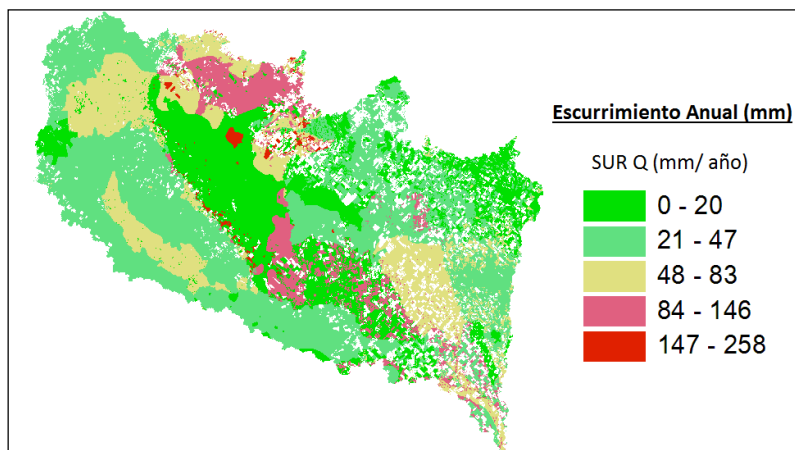 Escurrimiento Anual (mm)
SUR Q (mm/ año)
0 - 20
21 - 47
48 - 83
84 - 146
147 - 258